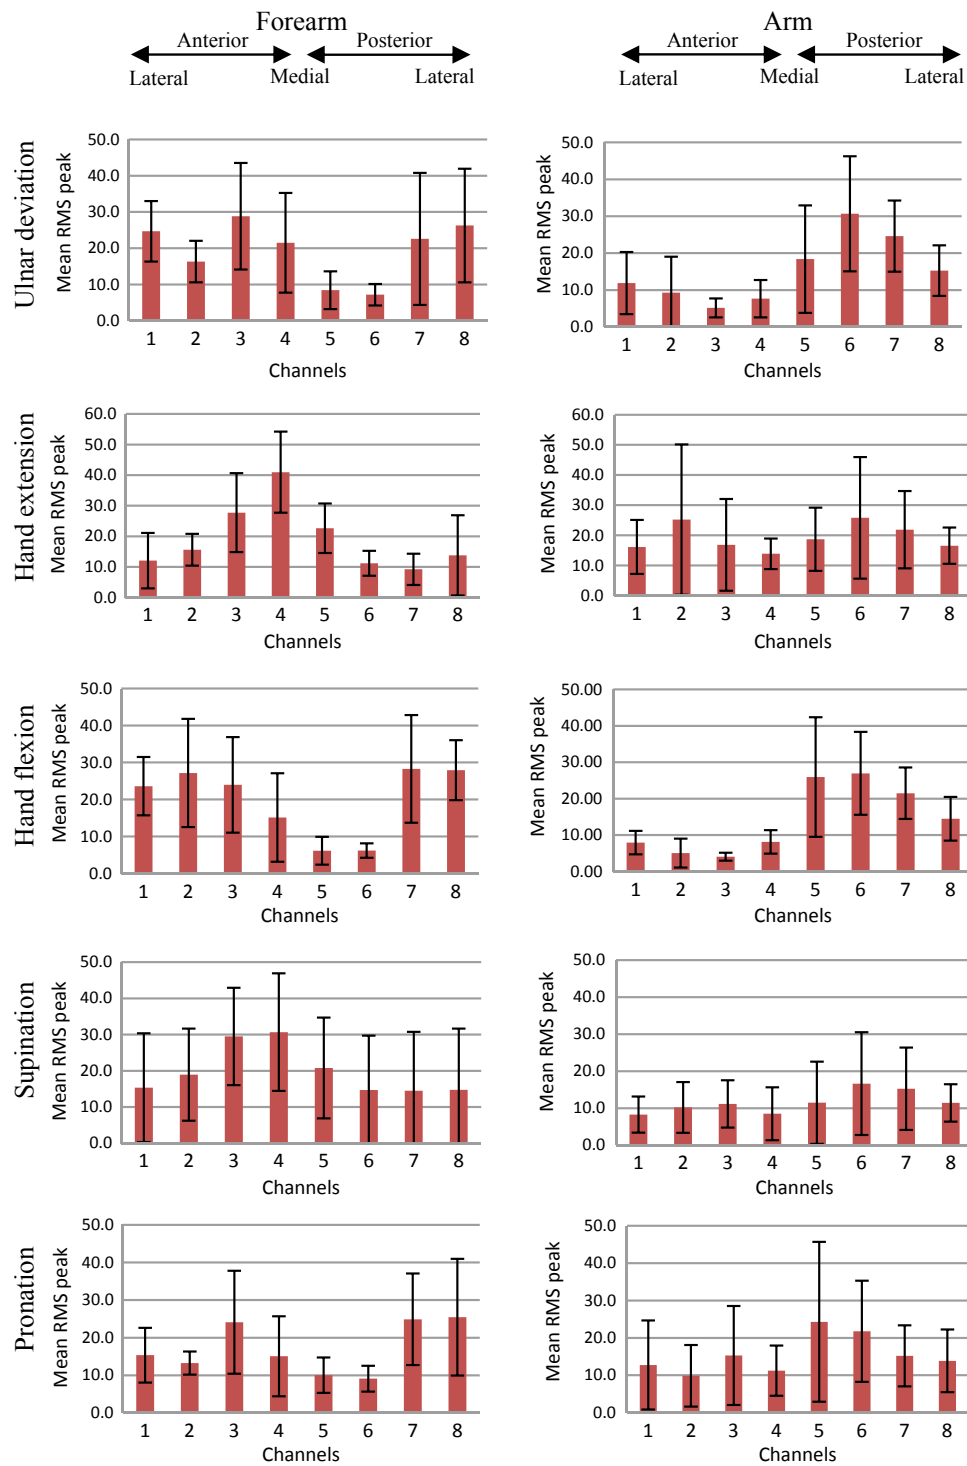 Forearm Arm
Anterior Posterior Anterior Posterior
Lateral Medial Lateral Lateral Medial Lateral
Ulnar deviation
Mean RMS peak
50.0
40.0
30.0
20.0
10.0
0.0
1 2 3 4 5 6 7 8
Channels
Mean RMS peak
50.0
40.0
30.0
20.0
10.0
0.0
1 2 3 4 5 6 7 8
Channels
Hand extension
Mean RMS peak
60.0
50.0
40.0
30.0
20.0
10.0
0.0
1 2 3 4 5 6 7 8
Channels
Mean RMS peak
60.0
50.0
40.0
30.0
20.0
10.0
0.0
1 2 3 4 5 6 7 8
Channels
Hand flexion
Mean RMS peak
50.0
40.0
30.0
20.0
10.0
0.0
1 2 3 4 5 6 7 8
Channels
Mean RMS peak
50.00
40.00
30.00
20.00
10.00
0.00
1 2 3 4 5 6 7 8
Channels
Supination
Mean RMS peak
50.0
40.0
30.0
20.0
10.0
0.0
1 2 3 4 5 6 7 8
Channels
Mean RMS peak
50.0
40.0
30.0
20.0
10.0
0.0
1 2 3 4 5 6 7 8
Channels
Pronation
Mean RMS peak
50.0
40.0
30.0
20.0
10.0
0.0
1 2 3 4 5 6 7 8
Channels
Mean RMS peak
50.0
40.0
30.0
20.0
10.0
0.0
1 2 3 4 5 6 7 8
Channels